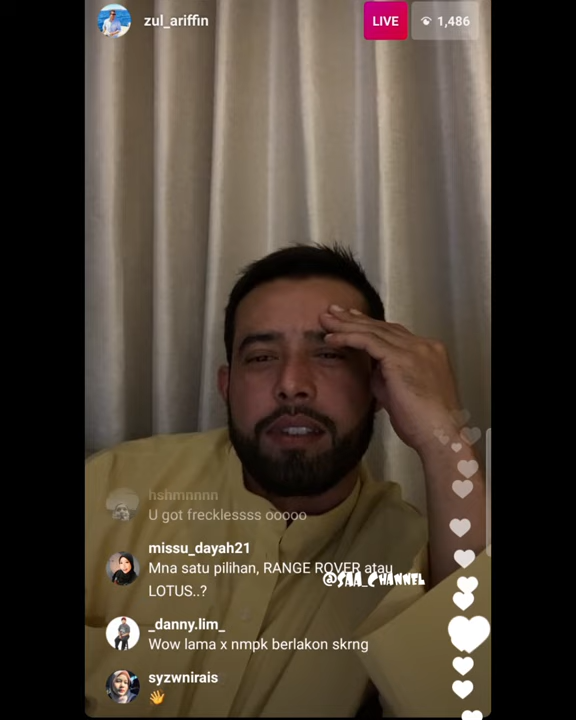 zul_ariffin
LIVE
1,486
hshmnnnn
U got frecklessss ooooo
missu_dayah21
Mna satu pilihan, RANGE ROVER atau
LOTUS..?
@SAA_CHANNEL
_danny.lim_
Wow lama x nmpk berlakon skrng
syzwnirais
👋